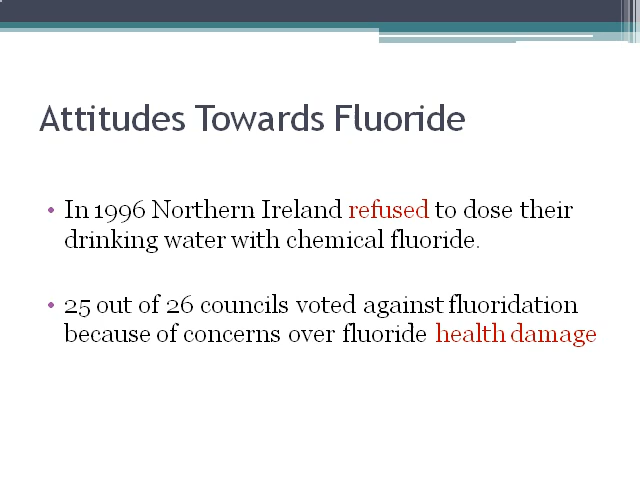 Attitudes Towards Fluoride
• In 1996 Northern Ireland refused to dose their
drinking water with chemical fluoride.
• 25 out of 26 councils voted against fluoridation
because of concerns over fluoride health damage